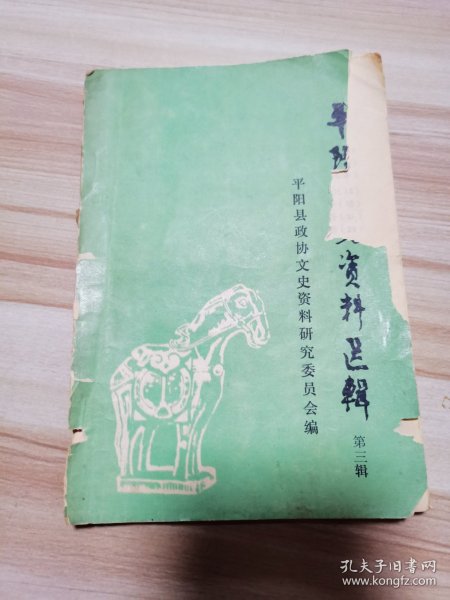 平
史资料选辑
第三辑
平阳县政协文史资料研究委员会编
孔夫子旧书网
www.kongfz.com